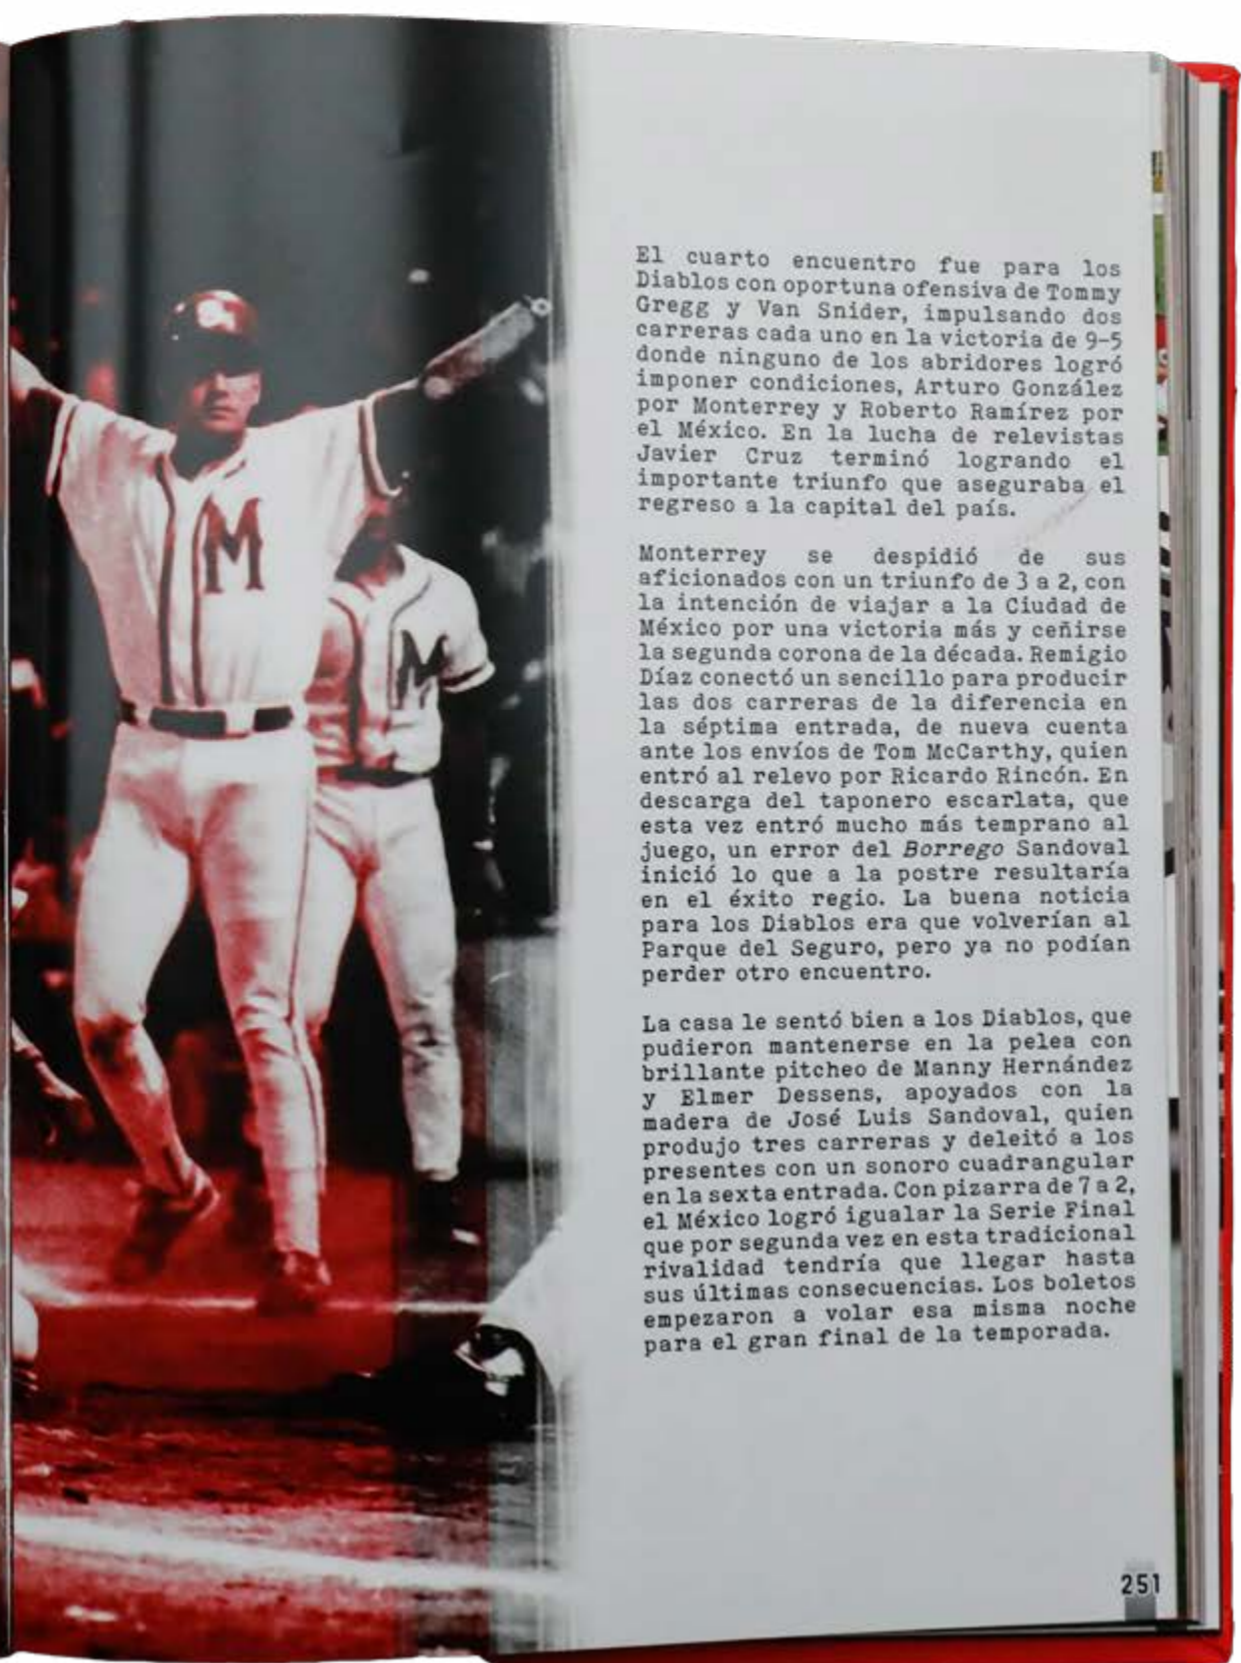 El cuarto encuentro fue para los
Diablos con oportuna ofensiva de Tommy
Gregg y Van Snider, impulsando dos
carreras cada uno en la victoria de 9-5
donde ninguno de los abridores logró
imponer condiciones, Arturo González
por Monterrey y Roberto Ramírez por
el México. En la lucha de relevistas
Javier Cruz terminó logrando el
importante triunfo que aseguraba el
regreso a la capital del país.
Monterrey se despidió de sus
aficionados con un triunfo de 3 a 2, con
la intención de viajar a la Ciudad de
México por una victoria más y ceñirse
la segunda corona de la década. Remigio
Díaz conectó un sencillo para producir
las dos carreras de la diferencia en
la séptima entrada, de nueva cuenta
ante los envíos de Tom McCarthy, quien
entró al relevo por Ricardo Rincón. En
descarga del taponero escarlata, que
esta vez entró mucho más temprano al
juego, un error del Borrego Sandoval
inició lo que a la postre resultaría
en el éxito regio. La buena noticia
para los Diablos era que volverían al
Parque del Seguro, pero ya no podían
perder otro encuentro.
La casa le sentó bien a los Diablos, que
pudieron mantenerse en la pelea con
brillante pitcheo de Manny Hernández
y Elmer Dessens, apoyados con la
madera de José Luis Sandoval, quien
produjo tres carreras y deleitó a los
presentes con un sonoro cuadrangular
en la sexta entrada. Con pizarra de 7 a 2,
el México logró igualar la Serie Final
que por segunda vez en esta tradicional
rivalidad tendría que llegar hasta
sus últimas consecuencias. Los boletos
empezaron a volar esa misma noche
para el gran final de la temporada.
M
M
251